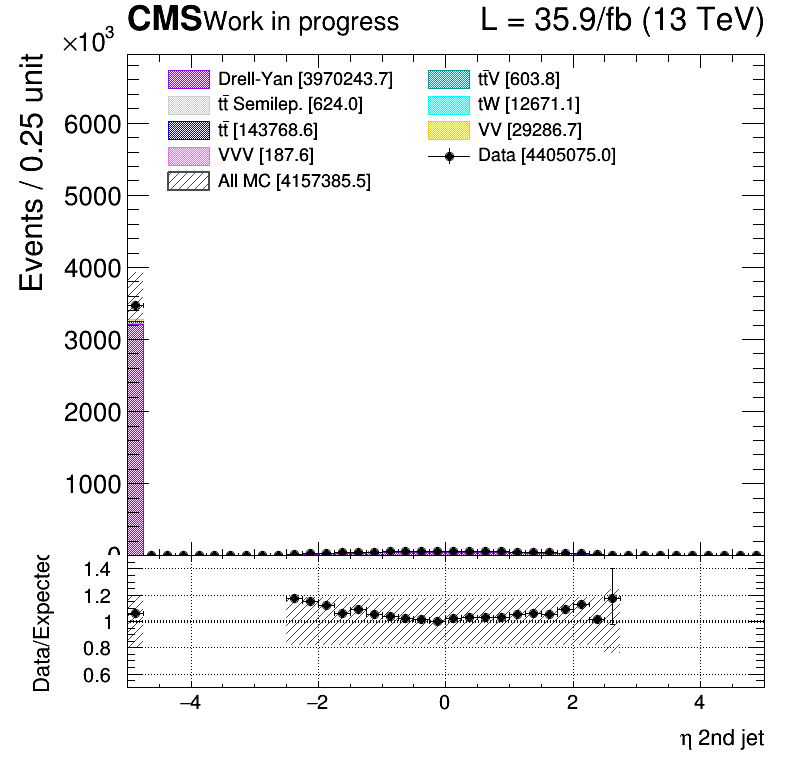 CMS Work in progress L = 35.9/fb (13 TeV)
×10³
Drell-Yan [3970243.7] tt̄V [603.8]
tt̄ Semilep. [624.0] tW [12671.1]
tt̄ [143768.6] VV [29286.7]
VVV [187.6] Data [4405075.0]
All MC [4157385.5]
Events / 0.25 unit
6000
5000
4000
3000
2000
1000
0
Data/Expected
1.4
1.2
1
0.8
0.6
−4 −2 0 2 4
η 2nd jet